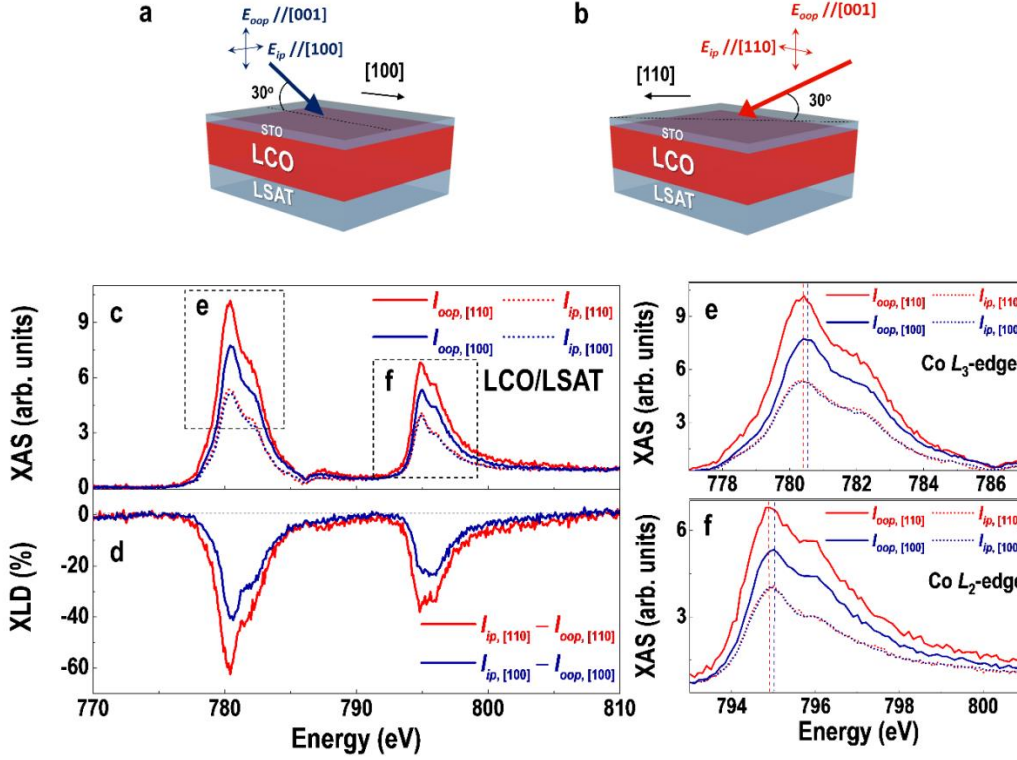 a
E_oop //[001]
E_ip //[100]
[100]
30°
STO
LCO
LSAT
b
E_oop //[001]
E_ip //[110]
[110]
30°
STO
LCO
LSAT
c
e
I_oop, [110] I_ip, [110]
I_oop, [100] I_ip, [100]
f
LCO/LSAT
XAS (arb. units)
9
6
3
0
d
XLD (%)
0
-20
-40
-60
I_ip, [110] – I_oop, [110]
I_ip, [100] – I_oop, [100]
770 780 790 800 810
Energy (eV)
e
I_oop, [110] I_ip, [110]
I_oop, [100] I_ip, [100]
Co L3-edge
XAS (arb. units)
9
6
3
778 780 782 784 786
f
I_oop, [110] I_ip, [110]
I_oop, [100] I_ip, [100]
Co L2-edge
XAS (arb. units)
6
3
794 796 798 800
Energy (eV)